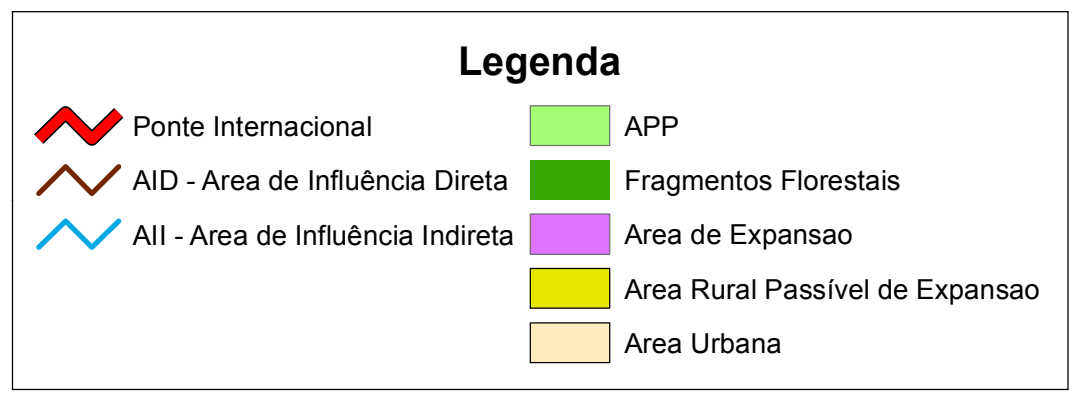 Legenda
Ponte Internacional
AID - Area de Influência Direta
AII - Area de Influência Indireta
APP
Fragmentos Florestais
Area de Expansao
Area Rural Passível de Expansao
Area Urbana